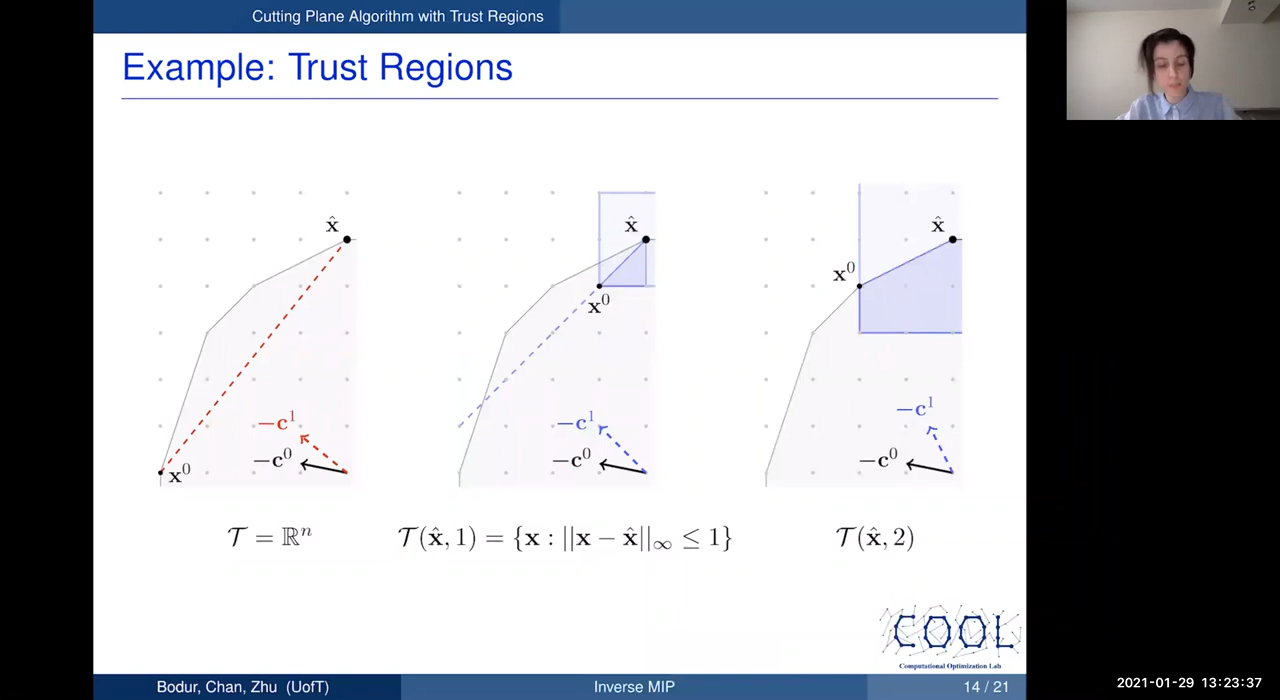 Cutting Plane Algorithm with Trust Regions
Example: Trust Regions
x̂
x⁰
−c¹
−c⁰
𝒯 = ℝⁿ
x̂
x⁰
−c¹
−c⁰
𝒯(x̂, 1) = {x : ||x − x̂||∞ ≤ 1}
x̂
x⁰
−c¹
−c⁰
𝒯(x̂, 2)
COOL
Computational Optimization Lab
Bodur, Chan, Zhu (UofT)
Inverse MIP
14 / 21
2021-01-29 13:23:37